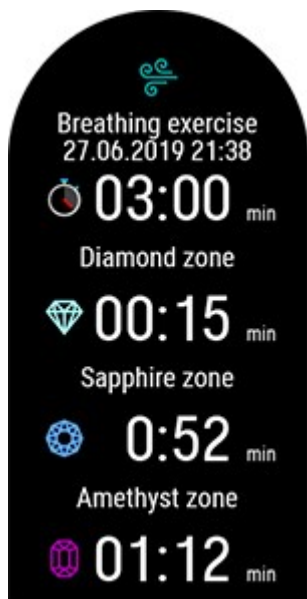 Breathing exercise
27.06.2019 21:38
03:00 min
Diamond zone
00:15 min
Sapphire zone
0:52 min
Amethyst zone
01:12 min